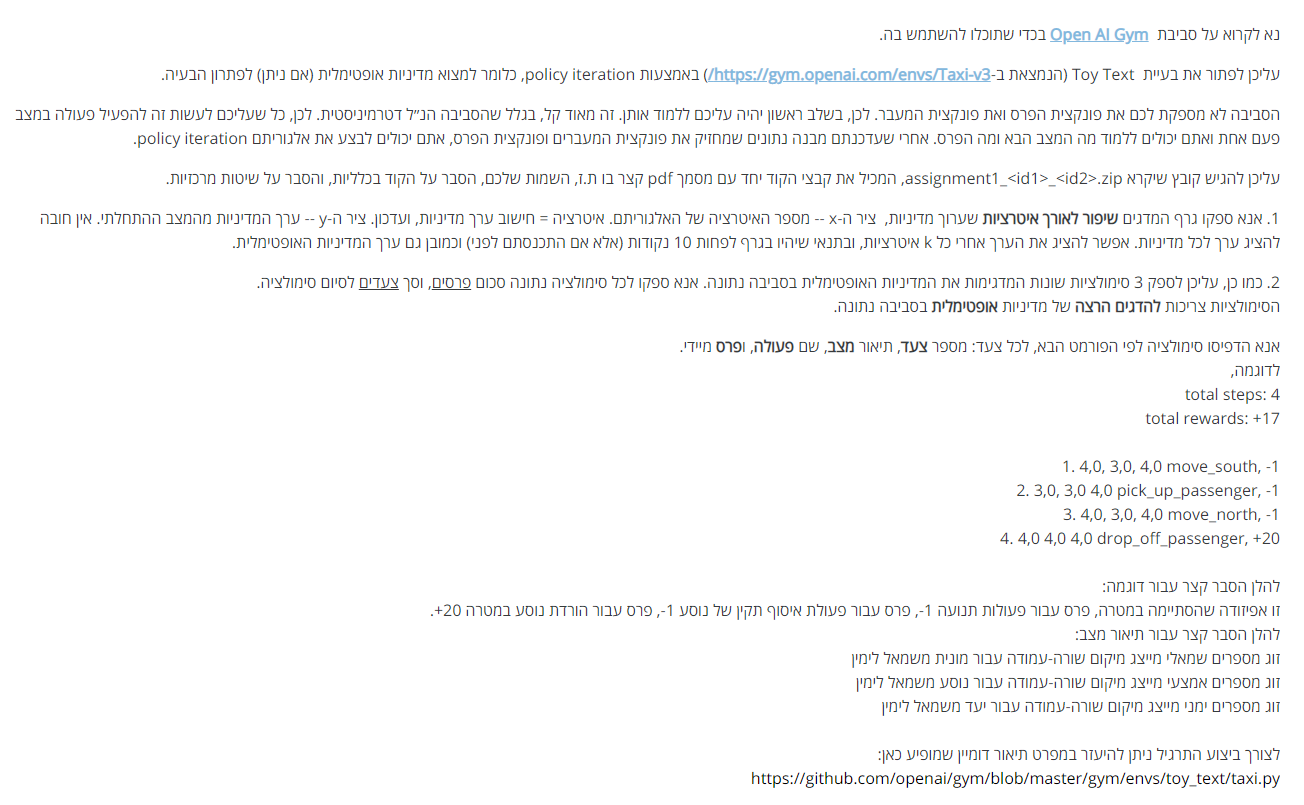 נא לקרוא על סביבת Open AI Gym בכדי שתוכלו להשתמש בה.
עליכן לפתור את בעיית Toy Text (הנמצאת ב-https://gym.openai.com/envs/Taxi-v3/) באמצעות policy iteration, כלומר למצוא מדיניות אופטימלית (אם ניתן) לפתרון הבעיה.
הסביבה לא מספקת לכם את פונקצית הפרס ואת פונקצית המעבר. לכן, בשלב ראשון יהיה עליכם ללמוד אותן. זה מאוד קל, בגלל שהסביבה הנ״ל דטרמיניסטית. לכן, כל שעליכם לעשות זה להפעיל פעולה במצב
פעם אחת ואתם יכולים ללמוד מה המצב הבא ומה הפרס. אחרי שעדכנתם מבנה נתונים שמחזיק את פונקצית המעברים ופונקצית הפרס, אתם יכולים לבצע את אלגוריתם policy iteration.
עליכן להגיש קובץ שיקרא assignment1_<id1>_<id2>.zip, המכיל את קבצי הקוד יחד עם מסמך pdf קצר בו ת.ז, השמות שלכם, הסבר על הקוד בכלליות, והסבר על שיטות מרכזיות.
1. אנא ספקו גרף המדגים שיפור לאורך איטרציות שערוך מדיניות, ציר ה-x -- מספר האיטרציה של האלגוריתם. איטרציה = חישוב ערך מדיניות, ועדכון. ציר ה-y -- ערך המדיניות מהמצב ההתחלתי. אין חובה
להציג ערך לכל מדיניות. אפשר להציג את הערך אחרי כל k איטרציות, ובתנאי שיהיו בגרף לפחות 10 נקודות (אלא אם התכנסתם לפני) וכמובן גם ערך המדיניות האופטימלית.
2. כמו כן, עליכן לספק 3 סימולציות שונות המדגימות את המדיניות האופטימלית בסביבה נתונה. אנא ספקו לכל סימולציה נתונה סכום פרסים, וסך צעדים לסיום סימולציה.
הסימולציות צריכות להדגים הרצה של מדיניות אופטימלית בסביבה נתונה.
אנא הדפיסו סימולציה לפי הפורמט הבא, לכל צעד: מספר צעד, תיאור מצב, שם פעולה, ופרס מיידי.
לדוגמה,
total steps: 4
total rewards: +17
1. 4,0, 3,0, 4,0 move_south, -1
2. 3,0, 3,0 4,0 pick_up_passenger, -1
3. 4,0, 3,0, 4,0 move_north, -1
4. 4,0 4,0 4,0 drop_off_passenger, +20
להלן הסבר קצר עבור דוגמה:
זו אפיזודה שהסתיימה במטרה, פרס עבור פעולות תנועה 1-, פרס עבור פעולת איסוף תקין של נוסע 1-, פרס עבור הורדת נוסע במטרה 20+.
להלן הסבר קצר עבור תיאור מצב:
זוג מספרים שמאלי מייצג מיקום שורה-עמודה עבור מונית משמאל לימין
זוג מספרים אמצעי מייצג מיקום שורה-עמודה עבור נוסע משמאל לימין
זוג מספרים ימני מייצג מיקום שורה-עמודה עבור יעד משמאל לימין
לצורך ביצוע התרגיל ניתן להיעזר במפרט תיאור דומיין שמופיע כאן:
https://github.com/openai/gym/blob/master/gym/envs/toy_text/taxi.py